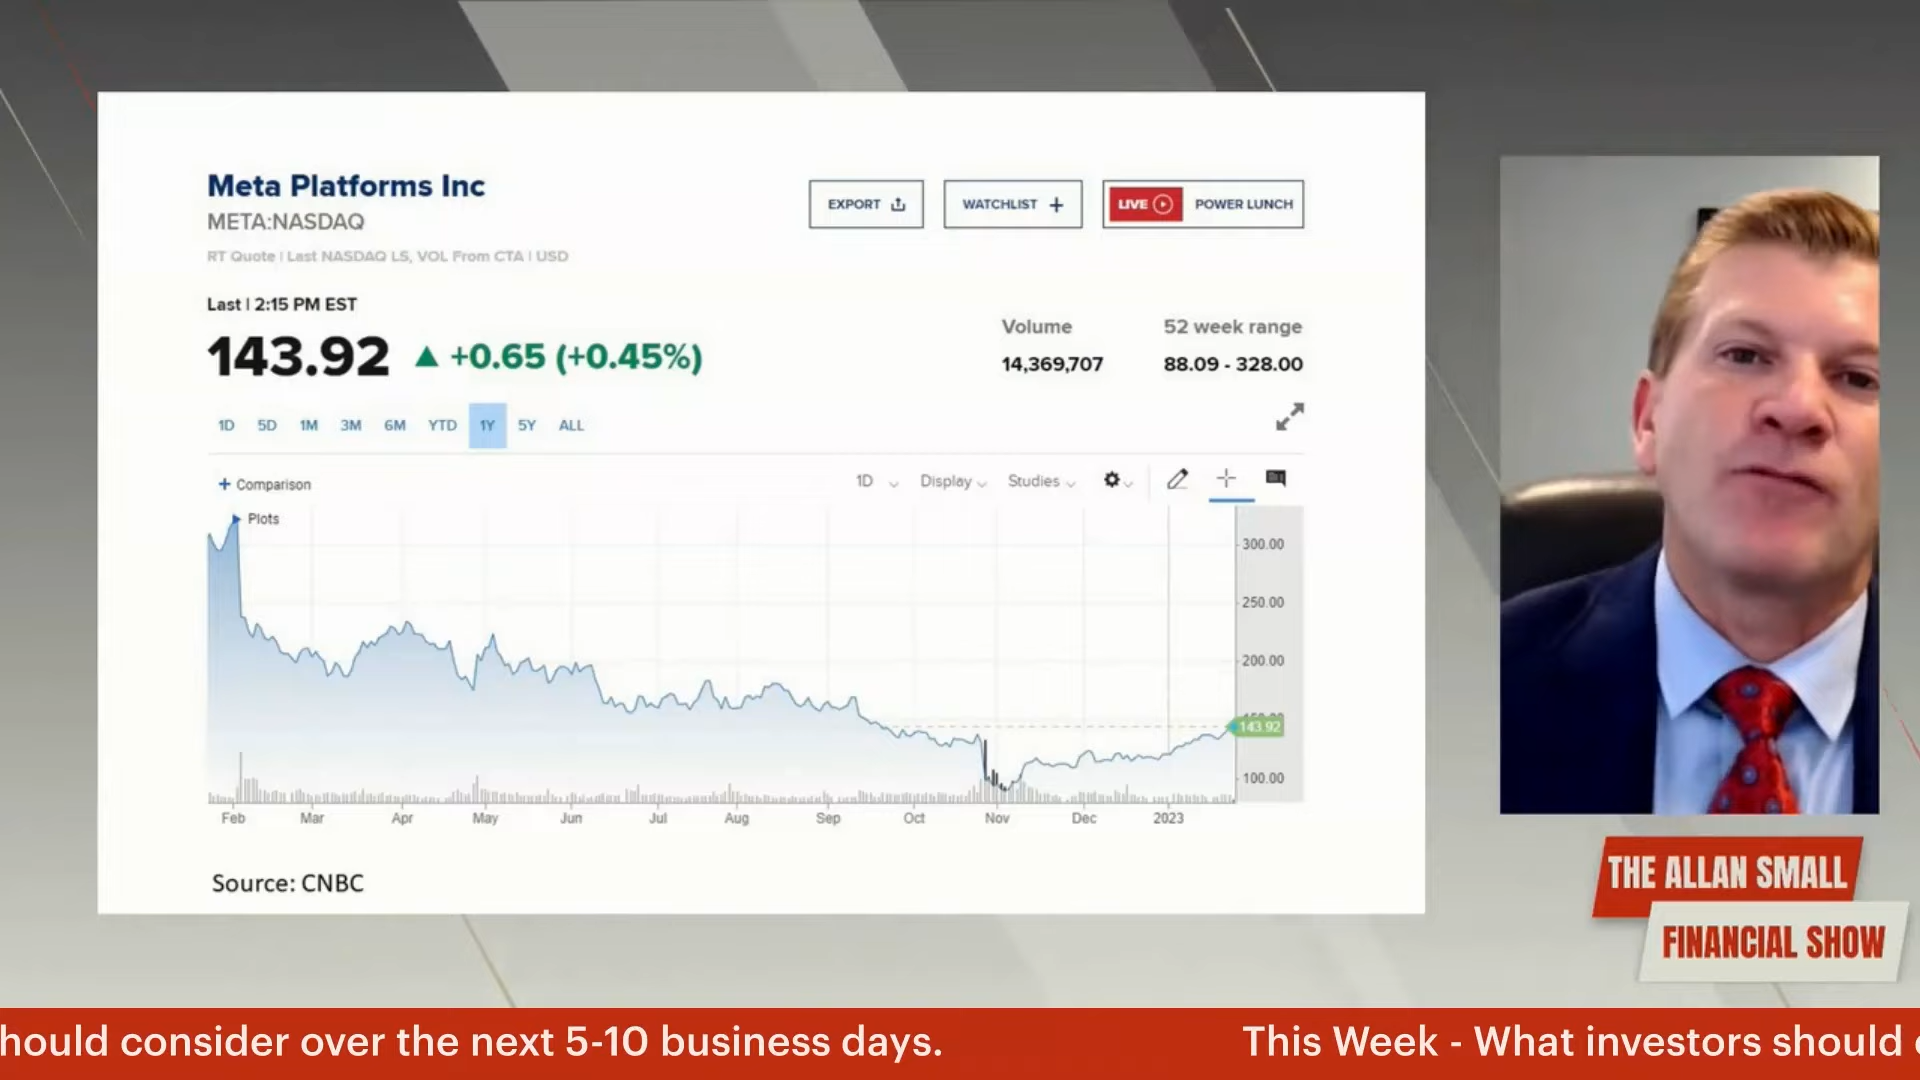 Meta Platforms Inc
META:NASDAQ
RT Quote | Last NASDAQ LS, VOL From CTA | USD
EXPORT
WATCHLIST +
LIVE
POWER LUNCH
Last | 2:15 PM EST
143.92 ▲ +0.65 (+0.45%)
Volume
14,369,707
52 week range
88.09 - 328.00
1D 5D 1M 3M 6M YTD 1Y 5Y ALL
+ Comparison
1D Display Studies
Plots
300.00
250.00
200.00
150.00
143.92
100.00
Feb Mar Apr May Jun Jul Aug Sep Oct Nov Dec 2023
Source: CNBC
THE ALLAN SMALL
FINANCIAL SHOW
hould consider over the next 5-10 business days. This Week - What investors should